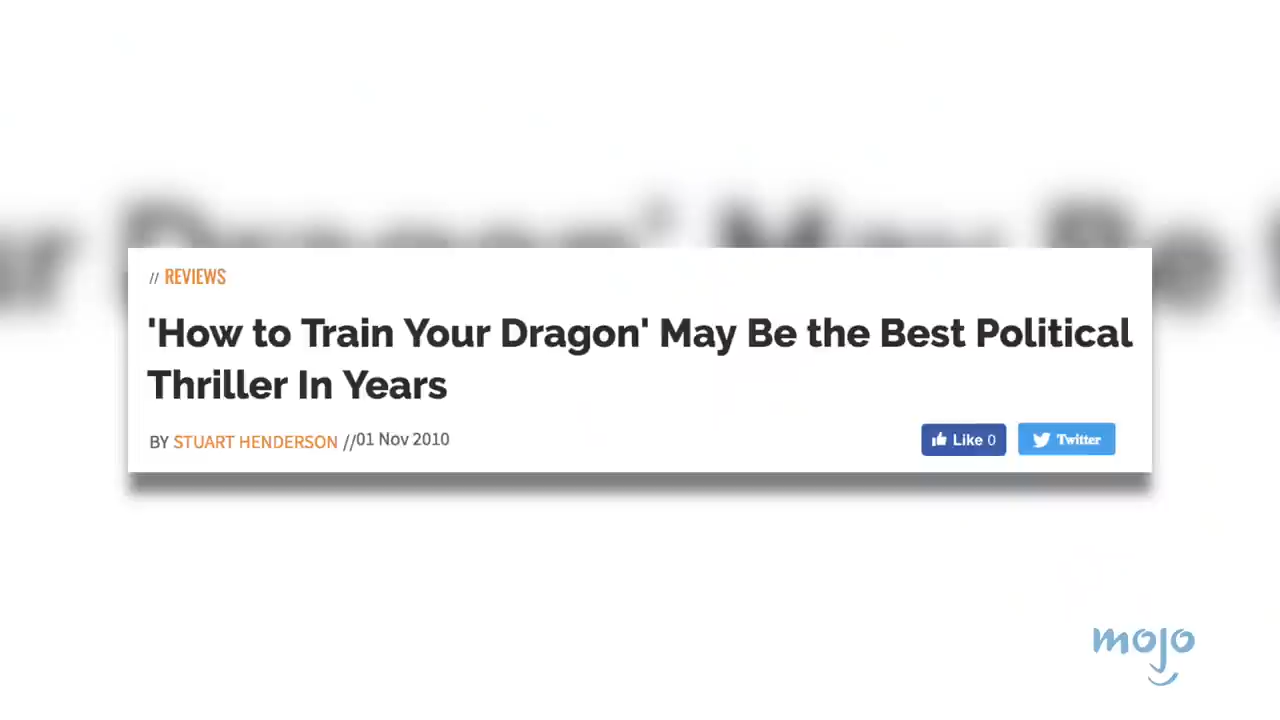 // REVIEWS
'How to Train Your Dragon' May Be the Best Political
Thriller In Years
BY STUART HENDERSON //01 Nov 2010
Like 0
Twitter
mojo